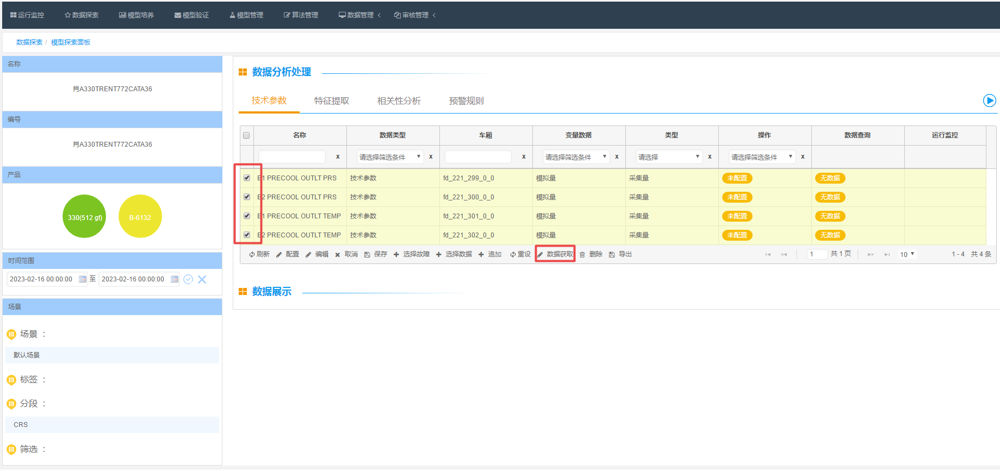 运行监控 数据探索 模型培养 模型验证 模型管理 算法管理 数据管理 审核管理
数据探索 / 模型探索面板
名称
肖A330TRENT772CATA36
编号
肖A330TRENT772CATA36
产品
330(512 gf) B-6132
时间范围
2023-02-16 00:00:00 至 2023-02-16 00:00:00
场景
场景 :
默认场景
标签 :
分段 :
CRS
筛选 :
数据分析处理
技术参数 特征提取 相关性分析 预警规则
名称 数据类型 车厢 变量数据 类型 操作 数据查询 运行监控
x 请选择筛选条件 x x 请选择筛选条件 x 请选择 x 请选择筛选条件 x
E1 PRECOOL OUTLT PRS 技术参数 fd_221_299_0_0 模拟量 采集量 未配置 无数据
E2 PRECOOL OUTLT PRS 技术参数 fd_221_300_0_0 模拟量 采集量 未配置 无数据
E1 PRECOOL OUTLT TEMP 技术参数 fd_221_301_0_0 模拟量 采集量 未配置 无数据
E2 PRECOOL OUTLT TEMP 技术参数 fd_221_302_0_0 模拟量 采集量 未配置 无数据
刷新 配置 编辑 取消 保存 选择故障 选择数据 追加 重设 数据获取 删除 导出 1 共 1 页 10 1 - 4 共 4 条
数据展示